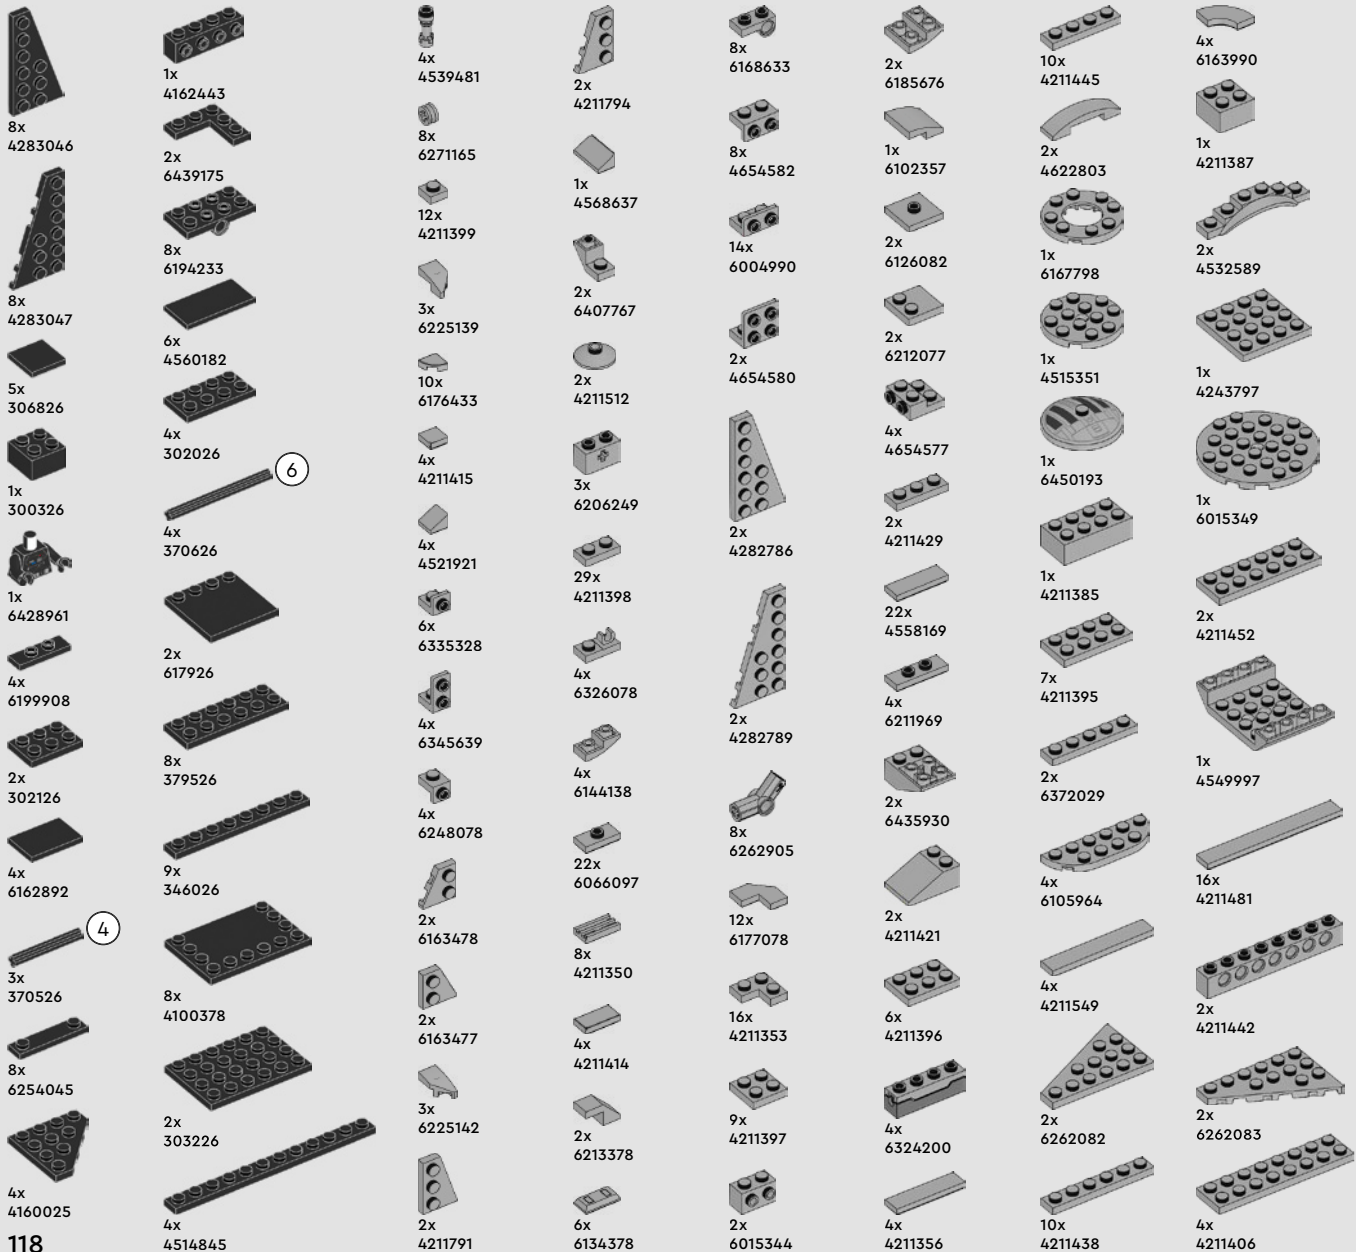 8x
4283046
8x
4283047
5x
306826
1x
300326
1x
6428961
4x
6199908
2x
302126
4x
6162892
4
3x
370526
8x
6254045
4x
4160025
118
1x
4162443
2x
6439175
8x
6194233
6x
4560182
4x
302026
6
4x
370626
2x
617926
8x
379526
9x
346026
8x
4100378
2x
303226
4x
4514845
4x
4539481
8x
6271165
12x
4211399
3x
6225139
10x
6176433
4x
4211415
4x
4521921
6x
6335328
4x
6345639
4x
6248078
2x
6163478
2x
6163477
3x
6225142
2x
4211791
2x
4211794
1x
4568637
2x
6407767
2x
4211512
3x
6206249
29x
4211398
4x
6326078
4x
6144138
22x
6066097
8x
4211350
4x
4211414
2x
6213378
6x
6134378
8x
6168633
8x
4654582
14x
6004990
2x
4654580
2x
4282786
2x
4282789
8x
6262905
12x
6177078
16x
4211353
9x
4211397
2x
6015344
2x
6185676
1x
6102357
2x
6126082
2x
6212077
4x
4654577
2x
4211429
22x
4558169
4x
6211969
2x
6435930
2x
4211421
6x
4211396
4x
6324200
4x
4211356
10x
4211445
2x
4622803
1x
6167798
1x
4515351
1x
6450193
1x
4211385
7x
4211395
2x
6372029
4x
6105964
4x
4211549
2x
6262082
10x
4211438
4x
6163990
1x
4211387
2x
4532589
1x
4243797
1x
6015349
2x
4211452
1x
4549997
16x
4211481
2x
4211442
2x
6262083
4x
4211406